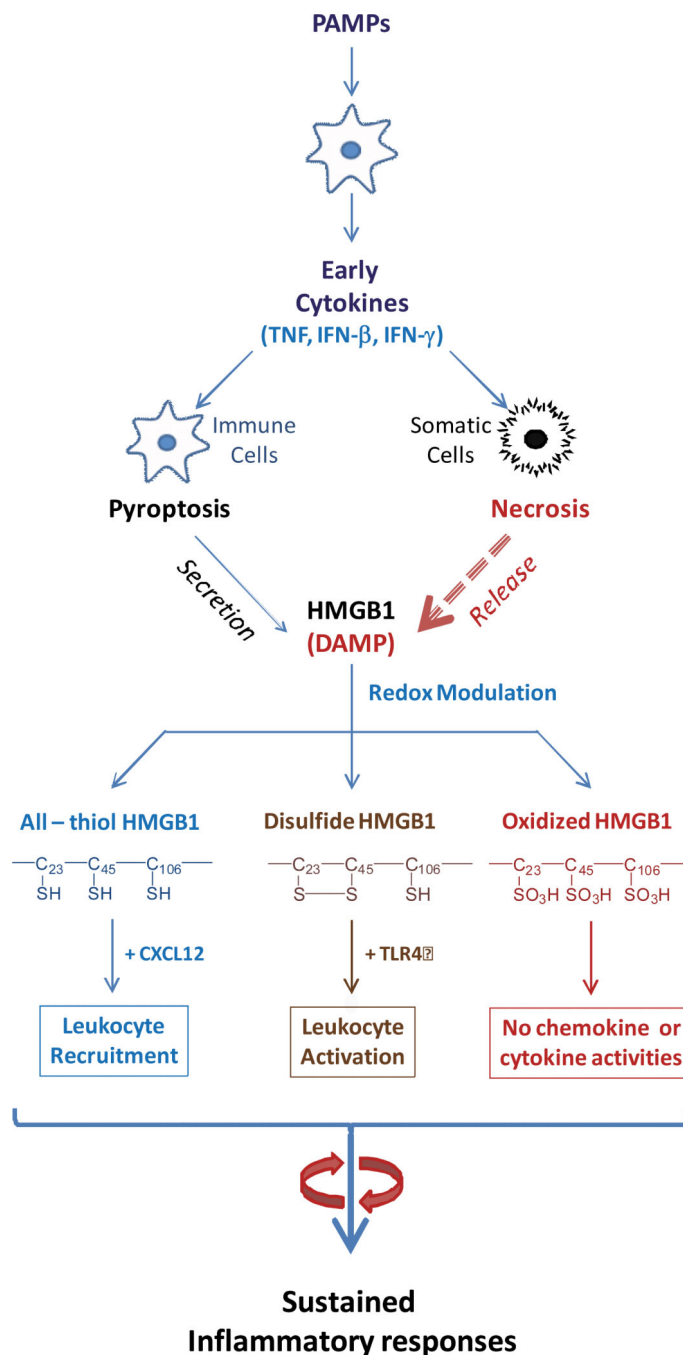 PAMPs
Early
Cytokines
(TNF, IFN-β, IFN-γ)
Immune
Cells
Somatic
Cells
Pyroptosis
Necrosis
Secretion
Release
HMGB1
(DAMP)
Redox Modulation
All – thiol HMGB1
Disulfide HMGB1
Oxidized HMGB1
C23 C45 C106
SH SH SH
C23 C45 C106
S S SH
C23 C45 C106
SO3H SO3H SO3H
+ CXCL12
+ TLR4
Leukocyte
Recruitment
Leukocyte
Activation
No chemokine or
cytokine activities
Sustained
Inflammatory responses